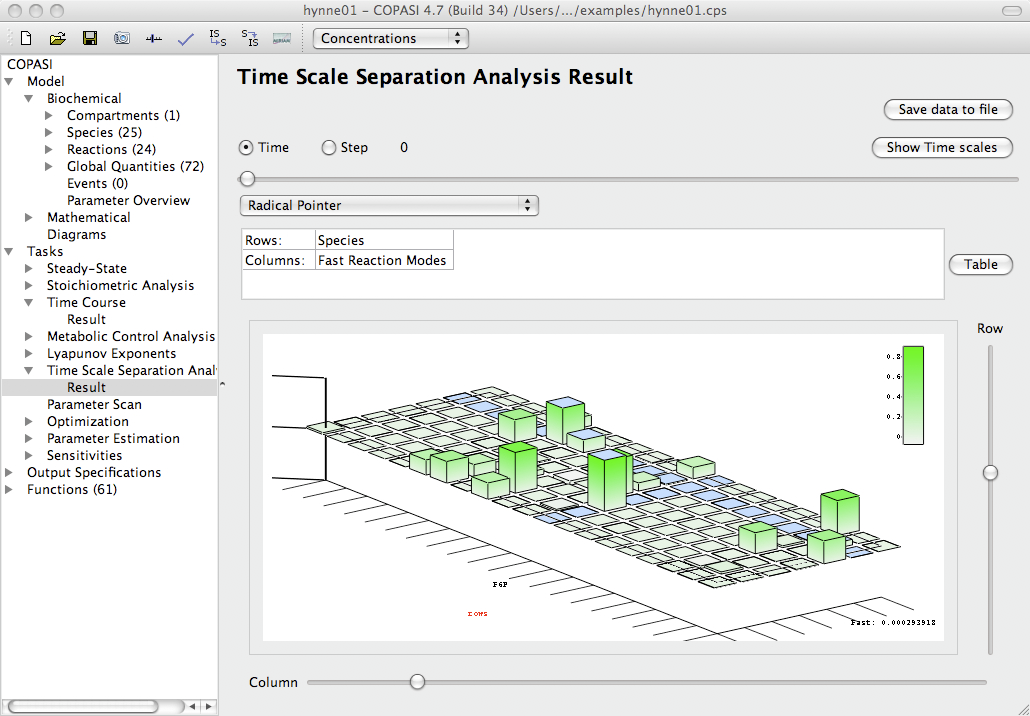 hynne01 – COPASI 4.7 (Build 34) /Users/.../examples/hynne01.cps
IS S
S IS
Concentrations
COPASI
Model
Biochemical
Compartments (1)
Species (25)
Reactions (24)
Global Quantities (72)
Events (0)
Parameter Overview
Mathematical
Diagrams
Tasks
Steady-State
Stoichiometric Analysis
Time Course
Result
Metabolic Control Analysis
Lyapunov Exponents
Time Scale Separation Anal
Result
Parameter Scan
Optimization
Parameter Estimation
Sensitivities
Output Specifications
Functions (61)
Time Scale Separation Analysis Result
Save data to file
Time Step 0
Show Time scales
Radical Pointer
Rows: Species
Columns: Fast Reaction Modes
Table
Row
0.8
0.6
0.4
0.2
0
F6P
rows
Fast: 0.000293918
Column